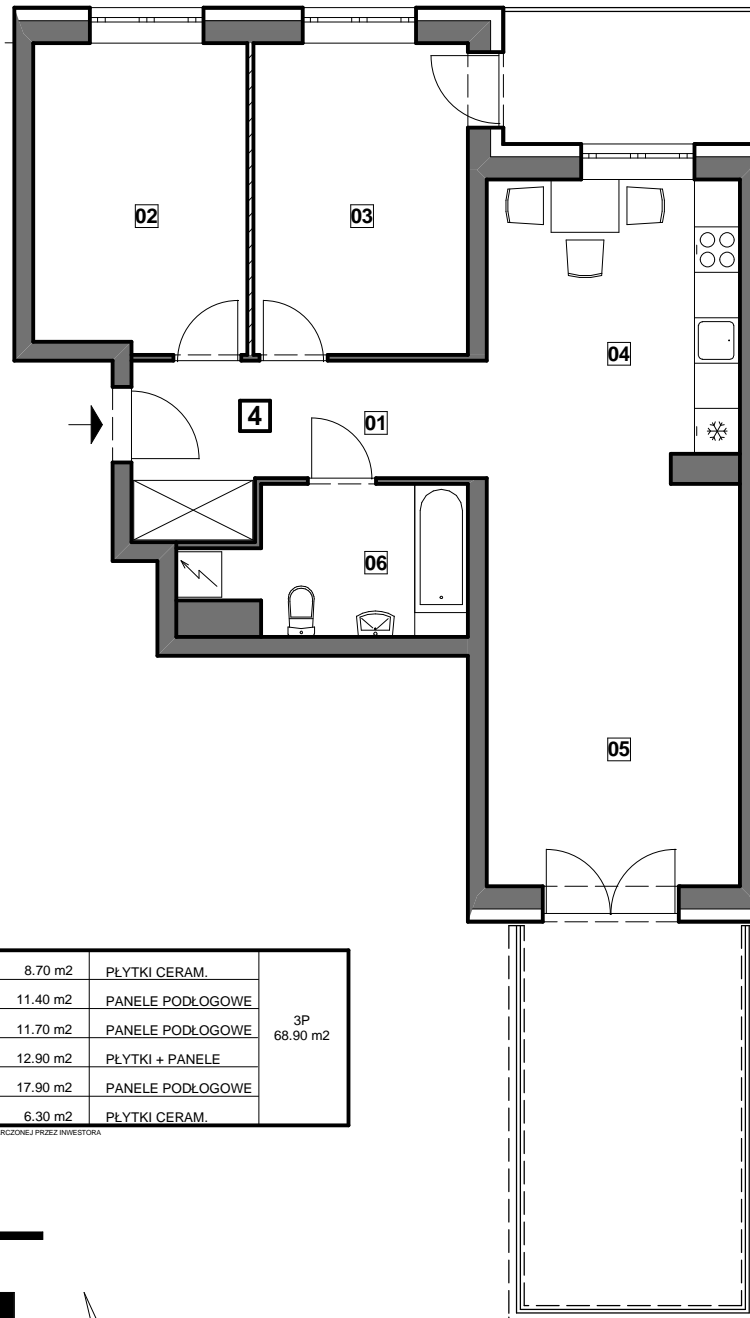 02
03
04
4
01
06
05
8.70 m2 PŁYTKI CERAM.
11.40 m2 PANELE PODŁOGOWE
11.70 m2 PANELE PODŁOGOWE
12.90 m2 PŁYTKI + PANELE
17.90 m2 PANELE PODŁOGOWE
6.30 m2 PŁYTKI CERAM.
3P
68.90 m2
RCZONEJ PRZEZ INWESTORA